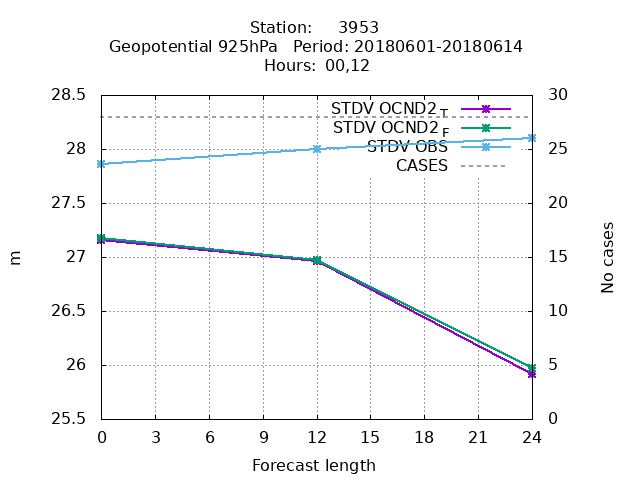 Station: 3953
Geopotential 925hPa Period: 20180601-20180614
Hours: 00,12
28.5
28
27.5
27
26.5
26
25.5
m
30
25
20
15
10
5
0
No cases
STDV OCND2 T
STDV OCND2 F
STDV OBS
CASES
0 3 6 9 12 15 18 21 24
Forecast length